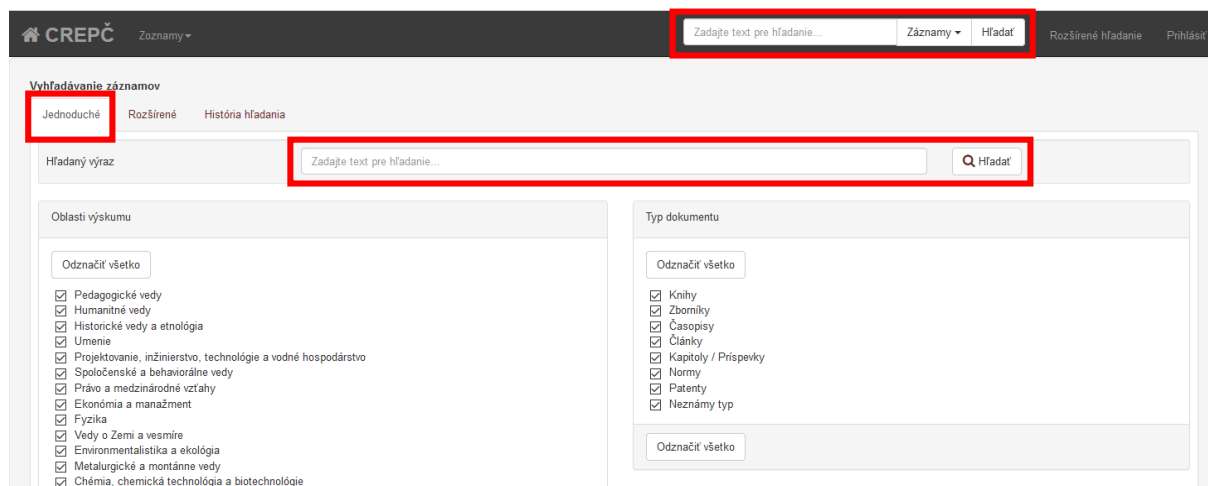 CREPČ Zoznamy Zadajte text pre hľadanie... Záznamy Hľadať Rozšírené hľadanie Prihlásiť
Vyhľadávanie záznamov
Jednoduché Rozšírené História hľadania
Hľadaný výraz Zadajte text pre hľadanie... Hľadať
Oblasti výskumu
Odznačiť všetko
Pedagogické vedy
Humanitné vedy
Historické vedy a etnológia
Umenie
Projektovanie, inžinierstvo, technológie a vodné hospodárstvo
Spoločenské a behaviorálne vedy
Právo a medzinárodné vzťahy
Ekonómia a manažment
Fyzika
Vedy o Zemi a vesmíre
Environmentalistika a ekológia
Metalurgické a montánne vedy
Chémia, chemická technológia a biotechnológie
Typ dokumentu
Odznačiť všetko
Knihy
Zborníky
Časopisy
Články
Kapitoly / Príspevky
Normy
Patenty
Neznámy typ
Odznačiť všetko